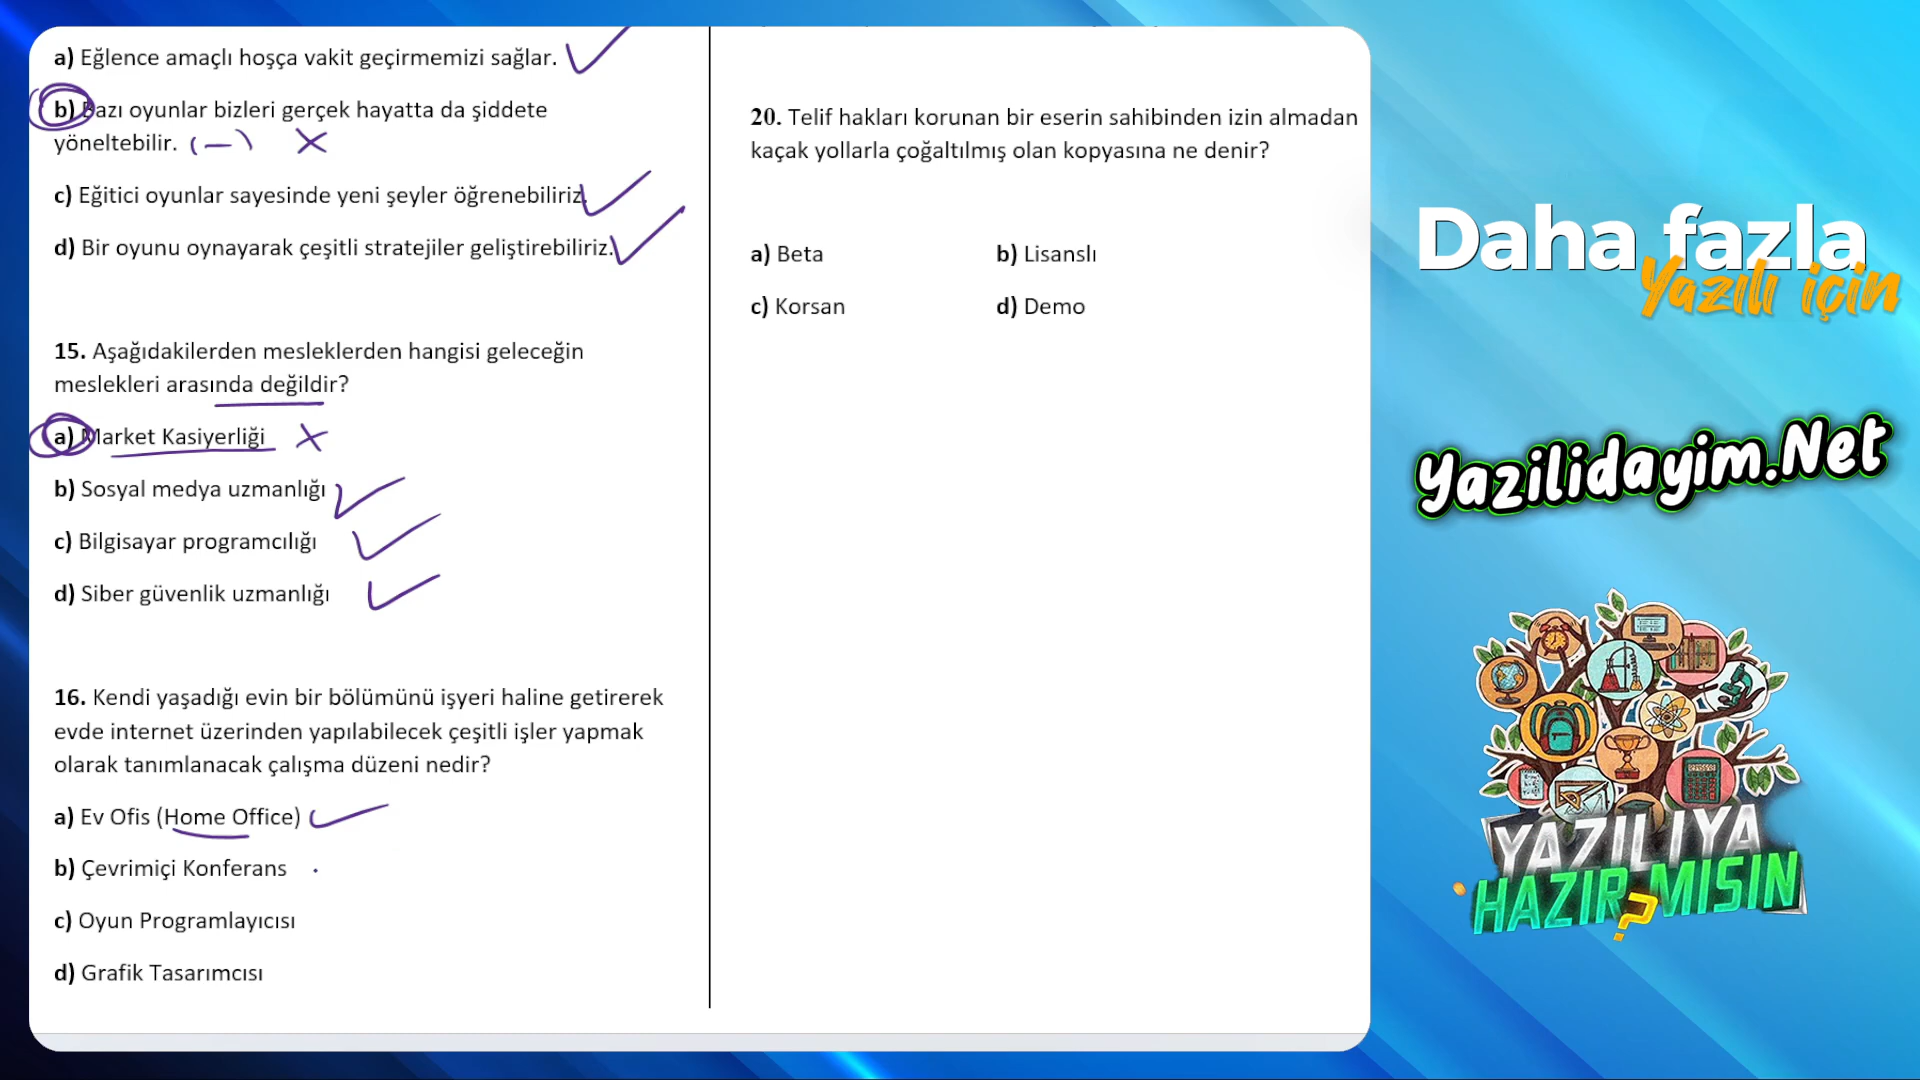 a) Eğlence amaçlı hoşça vakit geçirmemizi sağlar.
b) Bazı oyunlar bizleri gerçek hayatta da şiddete
yöneltebilir. (-)
c) Eğitici oyunlar sayesinde yeni şeyler öğrenebiliriz.
d) Bir oyunu oynayarak çeşitli stratejiler geliştirebiliriz.
15. Aşağıdakilerden mesleklerden hangisi geleceğin
meslekleri arasında değildir?
a) Market Kasiyerliği
b) Sosyal medya uzmanlığı
c) Bilgisayar programcılığı
d) Siber güvenlik uzmanlığı
16. Kendi yaşadığı evin bir bölümünü işyeri haline getirerek
evde internet üzerinden yapılabilecek çeşitli işler yapmak
olarak tanımlanacak çalışma düzeni nedir?
a) Ev Ofis (Home Office)
b) Çevrimiçi Konferans
c) Oyun Programlayıcısı
d) Grafik Tasarımcısı
20. Telif hakları korunan bir eserin sahibinden izin almadan
kaçak yollarla çoğaltılmış olan kopyasına ne denir?
a) Beta b) Lisanslı
c) Korsan d) Demo
Daha fazla
Yazılı için
Yazilidayim.Net
YAZILIYA
HAZIR MISIN
?